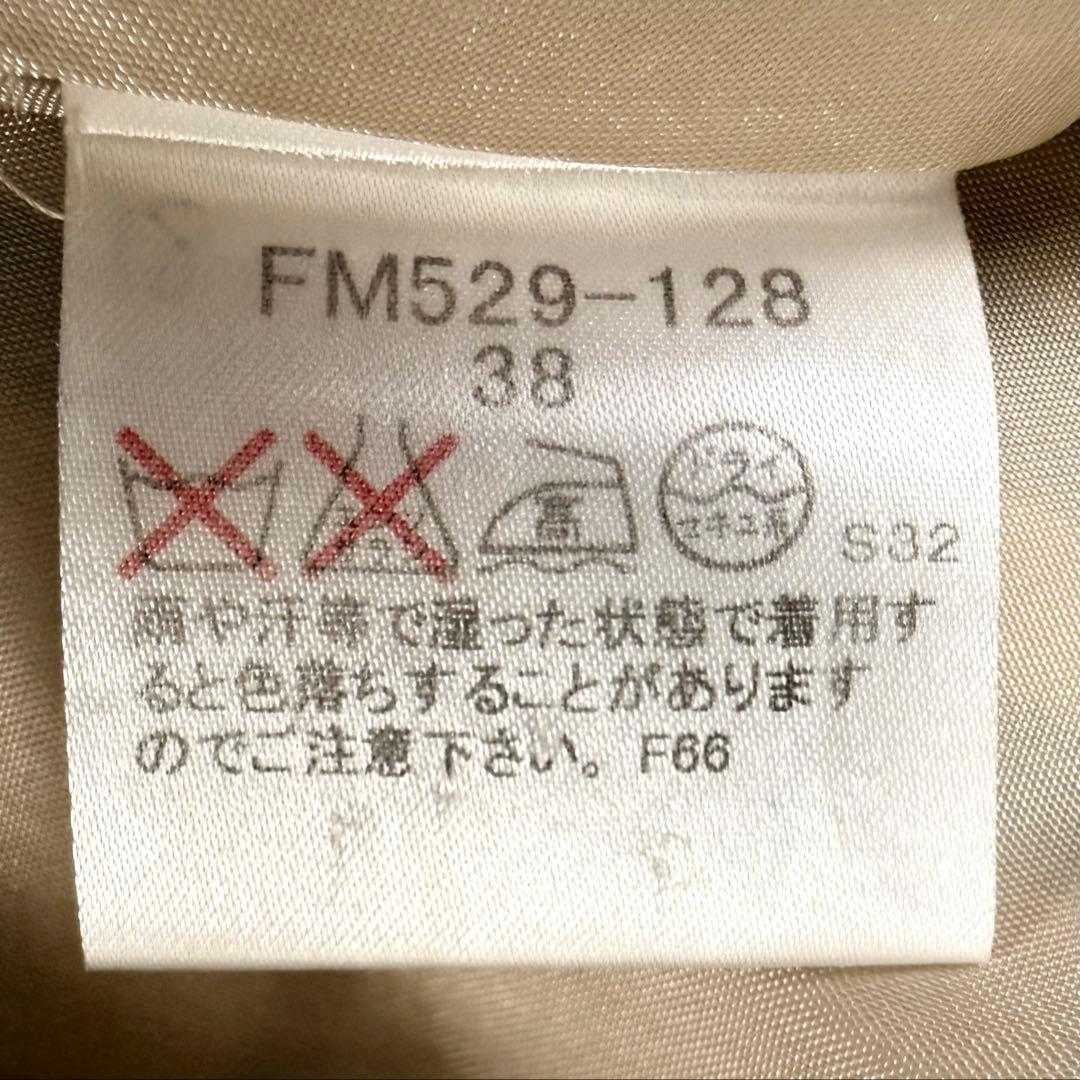 FM529-128
38
高
ドライ
セキユ系
S32
雨や汗等で湿った状態で着用す
ると色落ちすることがあります
のでご注意下さい。F66